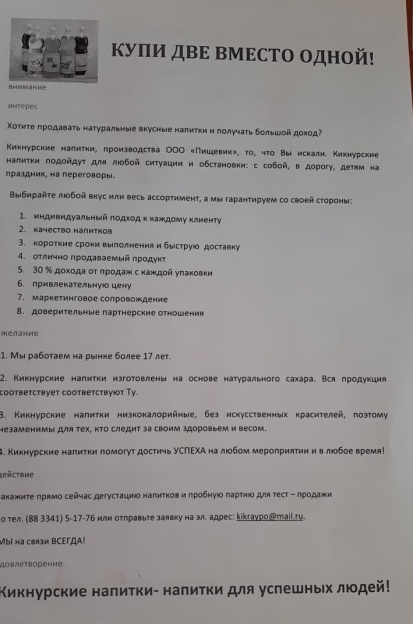 КУПИ ДВЕ ВМЕСТО ОДНОЙ!
внимание
интерес
Хотите продавать натуральные вкусные напитки и получать большой доход?
Кикнурские напитки, производства ООО «Пищевик», то, что Вы искали. Кикнурские
напитки подойдут для любой ситуации и обстановки: с собой, в дорогу, детям на
праздник, на переговоры.
Выбирайте любой вкус или весь ассортимент, а мы гарантируем со своей стороны:
1. индивидуальный подход к каждому клиенту
2. качество напитков
3. короткие сроки выполнения и быструю доставку
4. отлично продаваемый продукт
5. 30 % дохода от продаж с каждой упаковки
6. привлекательную цену
7. маркетинговое сопровождение
8. доверительные партнерские отношения
желание
1. Мы работаем на рынке более 17 лет.
2. Кикнурские напитки изготовлены на основе натурального сахара. Вся продукция
соответствует соответствуют Ту.
3. Кикнурские напитки низкокалорийные, без искусственных красителей, поэтому
незаменимы для тех, кто следит за своим здоровьем и весом.
4. Кикнурские напитки помогут достичь УСПЕХА на любом мероприятии и в любое время!
действие
Закажите прямо сейчас дегустацию напитков и пробную партию для тест – продажи
по тел. (88 3341) 5-17-76 или отправьте заявку на эл. адрес: kikraypo@mail.ru.
МЫ на связи ВСЕГДА!
удовлетворение
Кикнурские напитки- напитки для успешных людей!